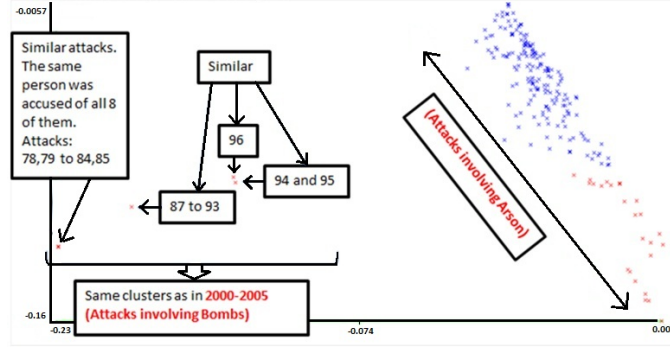 -0.0057
Similar attacks.
The same
person was
accused of all 8
of them.
Attacks:
78,79 to 84,85
Similar
96
94 and 95
87 to 93
(Attacks involving Arson)
Same clusters as in 2000-2005
(Attacks involving Bombs)
-0.16
-0.23
-0.074
0.00